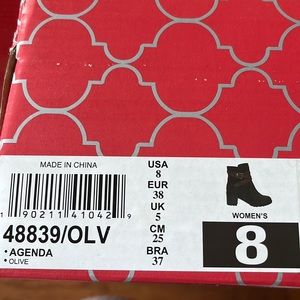 MADE IN CHINA
1 90211 41042 9
48839/OLV
• AGENDA
• OLIVE
USA
8
EUR
38
UK
5
CM
25
BRA
37
WOMEN'S
8